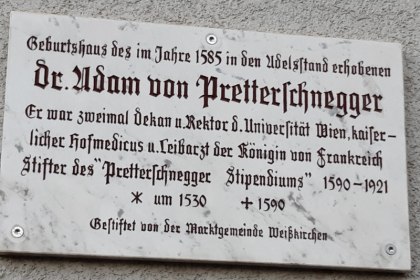 Geburtshaus des im Jahre 1585 in den Adelsstand erhobenen
Dr. Adam von Pretterschnegger
Er war zweimal Dekan u. Rektor d. Universität Wien, kaiser-
licher Hofmedicus u. Leibarzt der Königin von Frankreich
Stifter des "Pretterschnegger Stipendiums" 1590-1921
* um 1530 + 1590
Gestiftet von der Marktgemeinde Weißkirchen